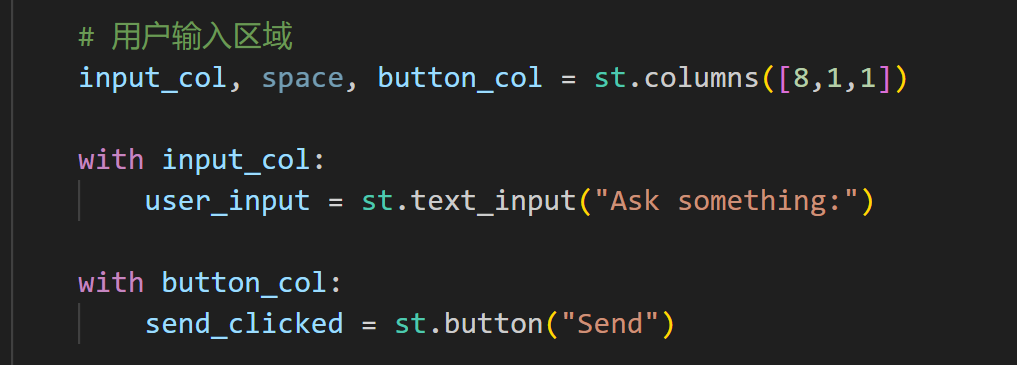 # 用户输入区域
input_col, space, button_col = st.columns([8,1,1])
with input_col:
user_input = st.text_input("Ask something:")
with button_col:
send_clicked = st.button("Send")